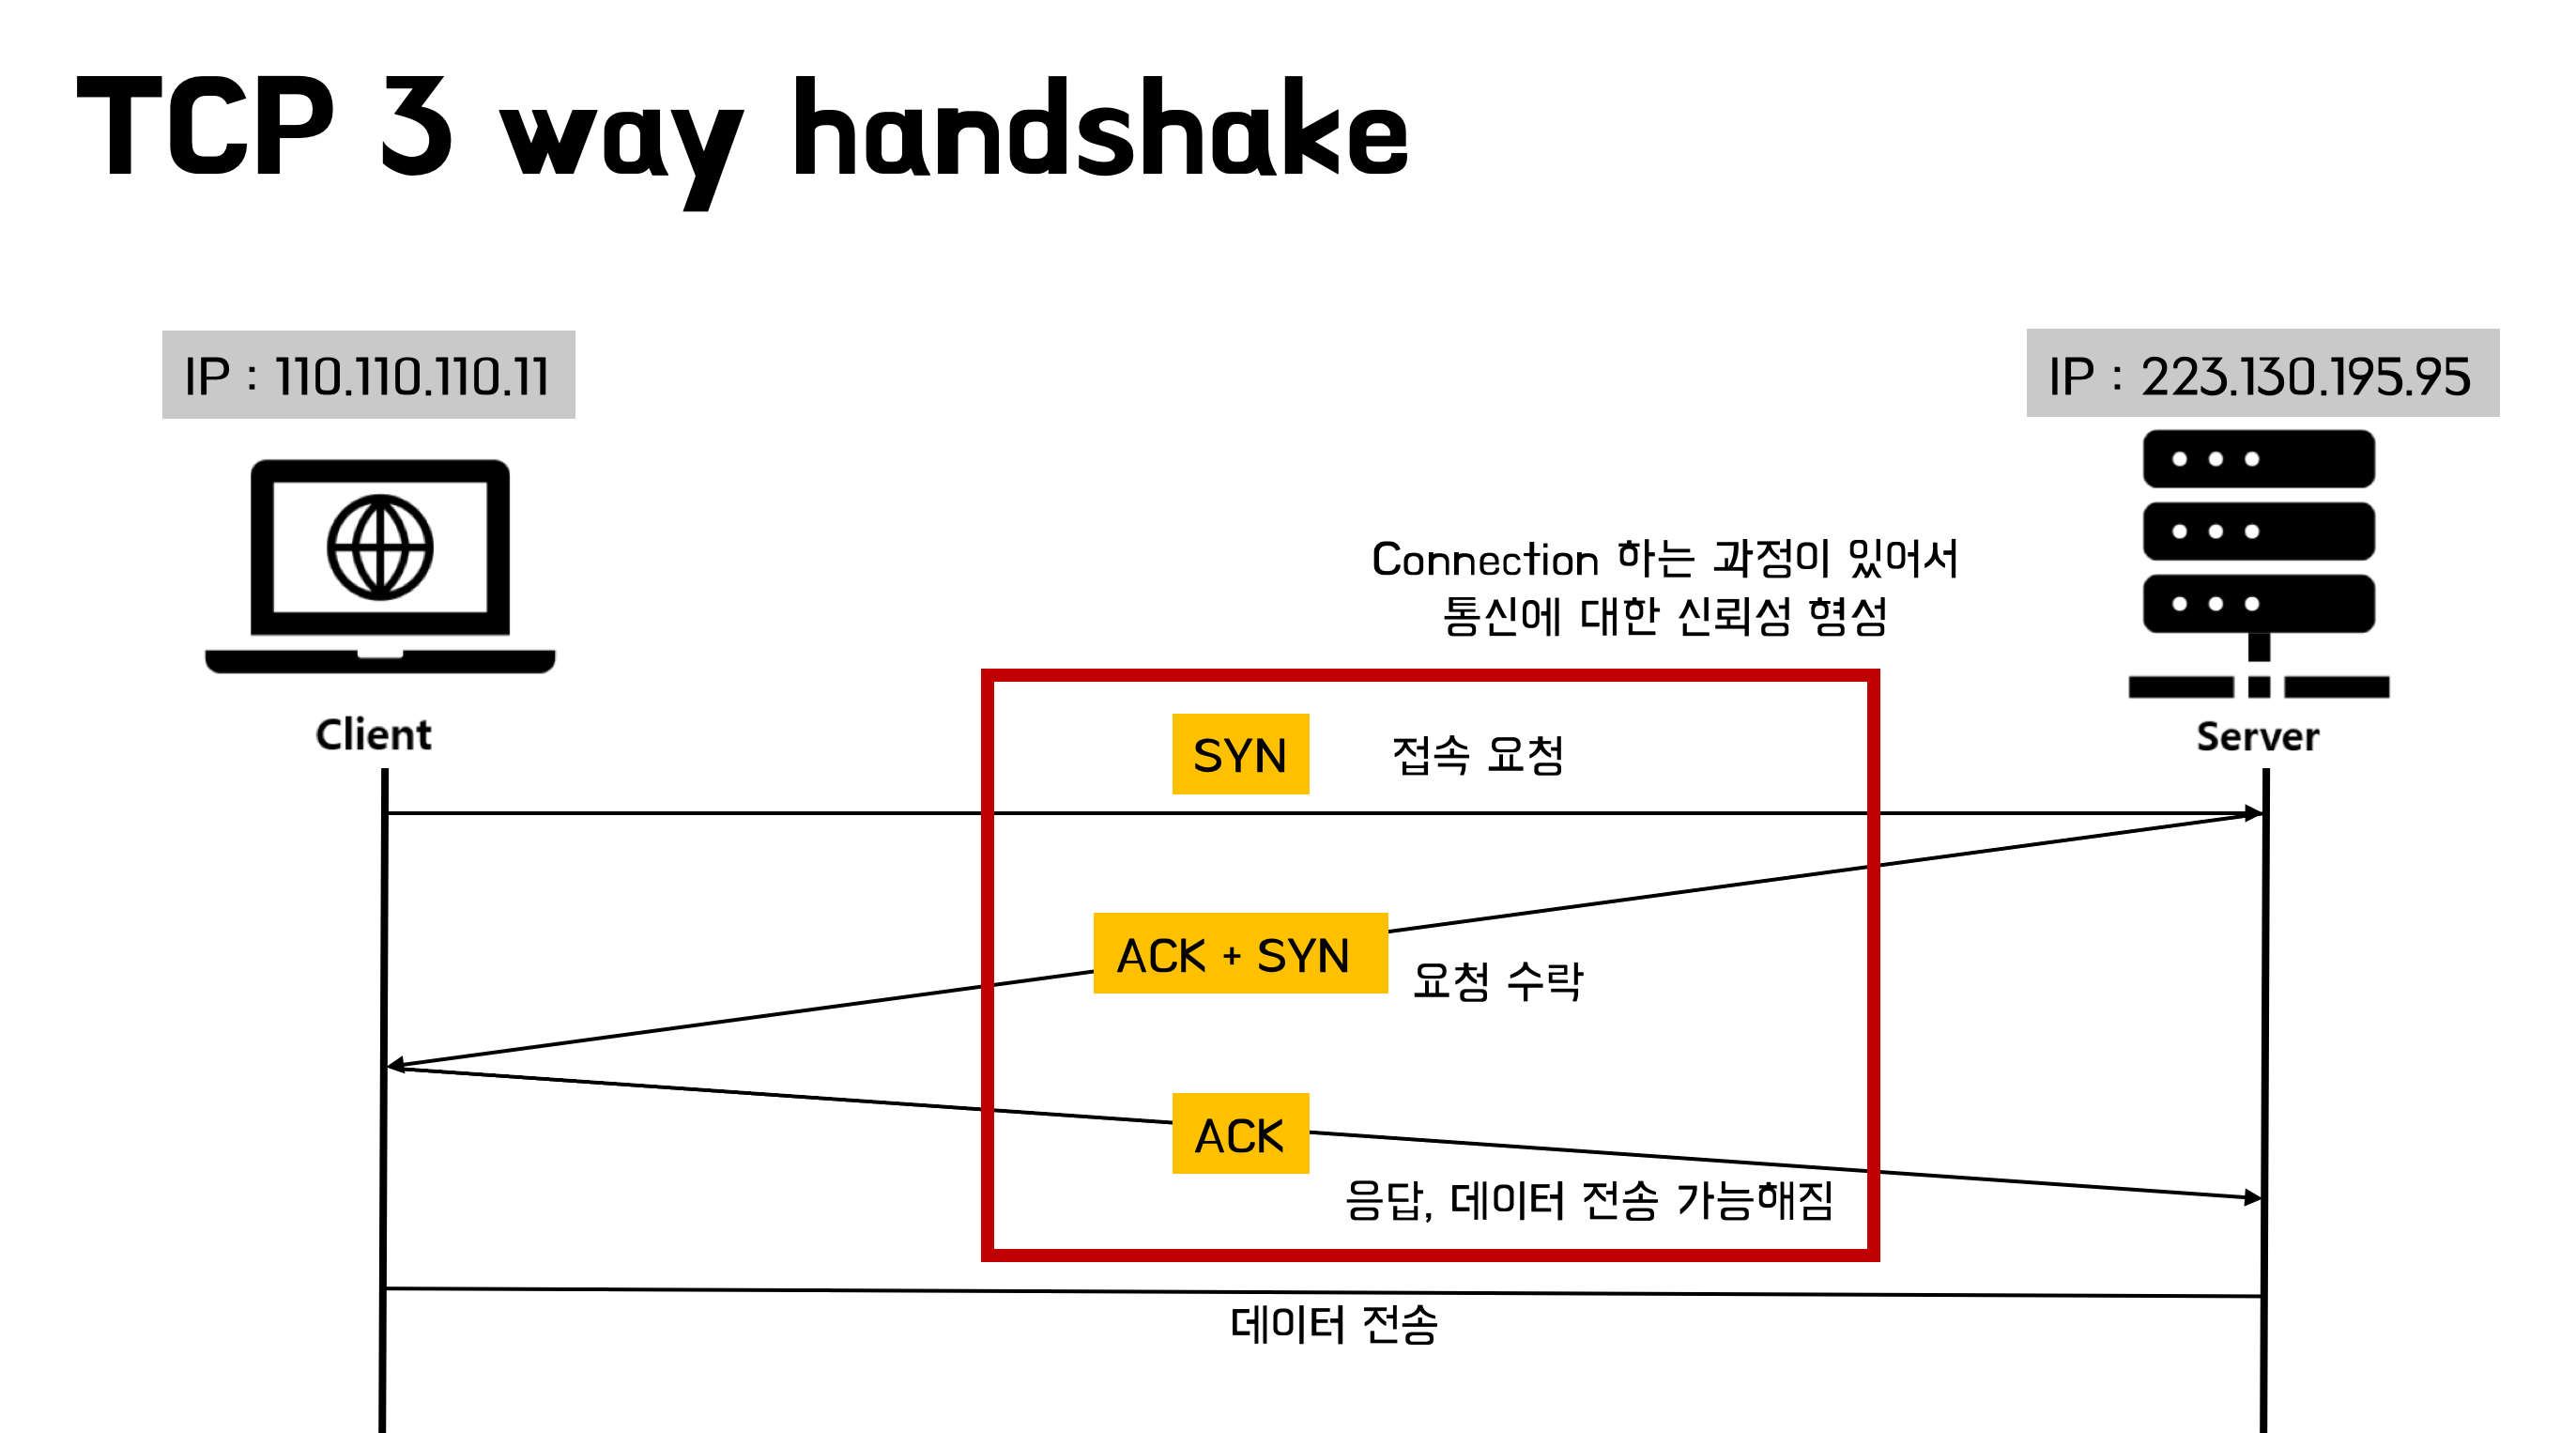 TCP 3 way handshake
IP : 110.110.110.11
IP : 223.130.195.95
Client
Server
Connection 하는 과정이 있어서
통신에 대한 신뢰성 형성
SYN
접속 요청
ACK + SYN
요청 수락
ACK
응답, 데이터 전송 가능해짐
데이터 전송